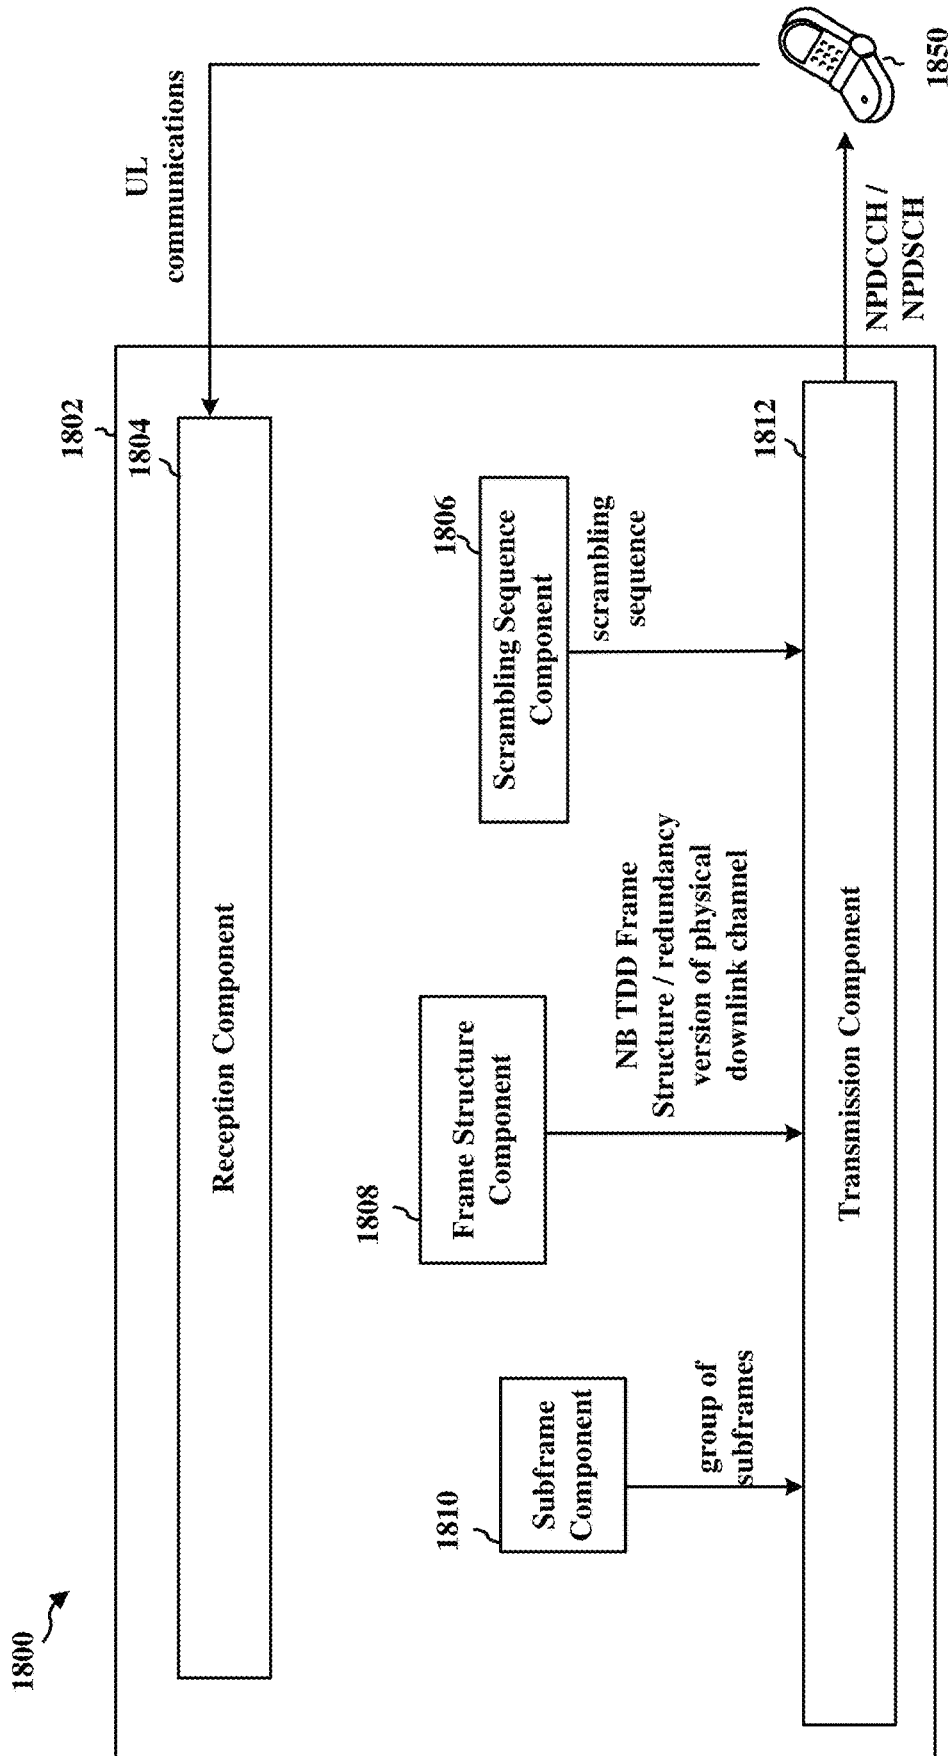 1800
1802
1804
Reception Component
UL
communications
1810
Subframe
Component
group of
subframes
1808
Frame Structure
Component
NB TDD Frame
Structure / redundancy
version of physical
downlink channel
1806
Scrambling Sequence
Component
scrambling
sequence
1812
Transmission Component
NPDCCH /
NPDSCH
1850